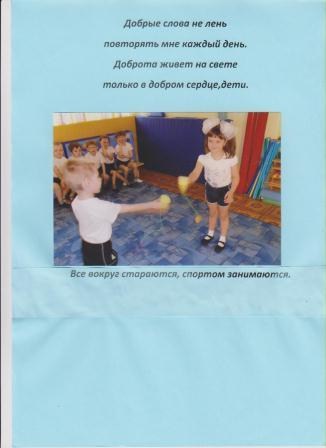 Добрые слова не лень
повторять мне каждый день.
Доброта живет на свете
только в добром сердце,дети.
Все вокруг стараются, спортом занимаются.